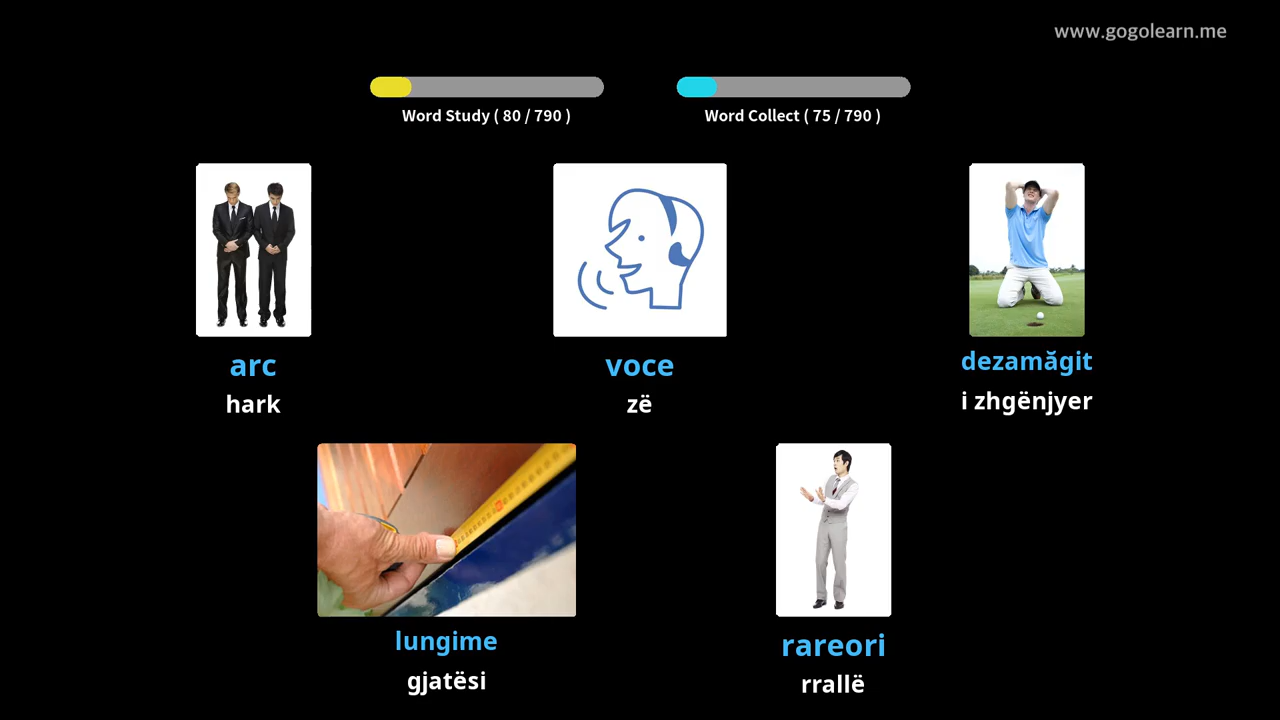 www.gogolearn.me
Word Study ( 80 / 790 )
Word Collect ( 75 / 790 )
arc
hark
voce
zë
dezamăgit
i zhgënjyer
lungime
gjatësi
rareori
rrallë